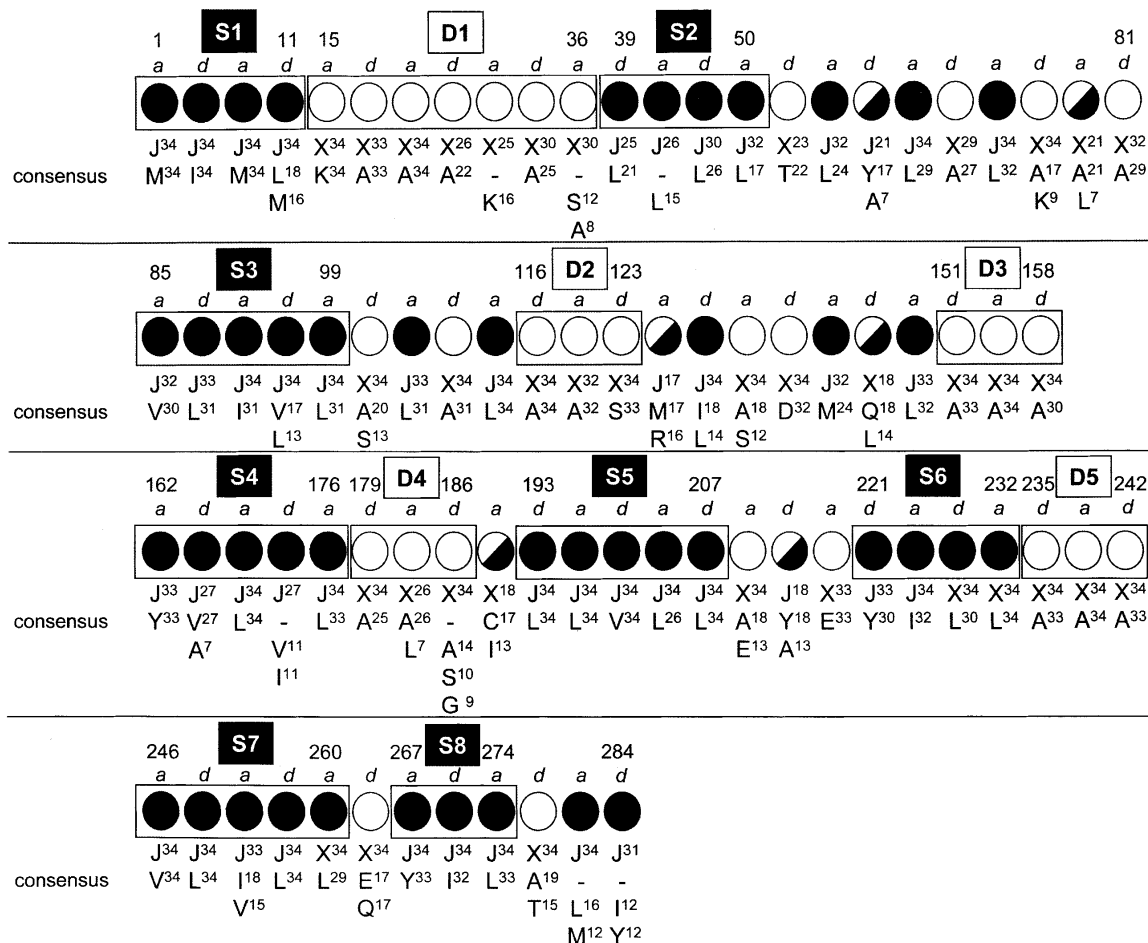 S1 D1 S2
1 11 15 36 39 50 81
a d a d a d a d a d a d a d a d a d a d a d a d
J34 J34 J34 J34 X34 X33 X34 X26 X25 X30 X30 J25 J26 J30 J32 X23 J32 J21 J34 X29 J34 X34 X21 X32
consensus M34 I34 M34 L18 K34 A33 A34 A22 - A25 - L21 - L26 L17 T22 L24 Y17 L29 A27 L32 A17 A21 A29
M16 K16 S12 L15 A7 K9 L7
A8
S3 D2 D3
85 99 116 123 151 158
a d a d a d a d a d a d a d a d a d a d a d
J32 J33 J34 J34 J34 X34 J33 X34 J34 X34 X32 X34 J17 J34 X34 X34 J32 X18 J33 X34 X34 X34
consensus V30 L31 I31 V17 L31 A20 L31 A31 L34 A34 A32 S33 M17 I18 A18 D32 M24 Q18 L32 A33 A34 A30
L13 S13 R16 L14 S12 L14
S4 D4 S5 S6 D5
162 176 179 186 193 207 221 232 235 242
a d a d a d a d a d a d a d a d a d a d a d a d
J33 J27 J34 J27 J34 X34 X26 X34 X18 J34 J34 J34 J34 J34 X34 J18 X33 J33 J34 X34 X34 X34 X34 X34
consensus Y33 V27 L34 - L33 A25 A26 - C17 L34 L34 V34 L26 L34 A18 Y18 E33 Y30 I32 L30 L32 A33 A34 A33
A7 V11 L7 A14 I13 E13 A13
I11 S10
G9
S7 S8
246 260 267 274 284
a d a d a d a d a d a d
J34 J34 J33 J34 X34 X34 J34 J34 J34 X34 J34 J31
consensus V34 L34 I18 L34 L29 E17 Y33 I32 L33 A19 - -
V15 Q17 T15 L16 I12
M12 Y12